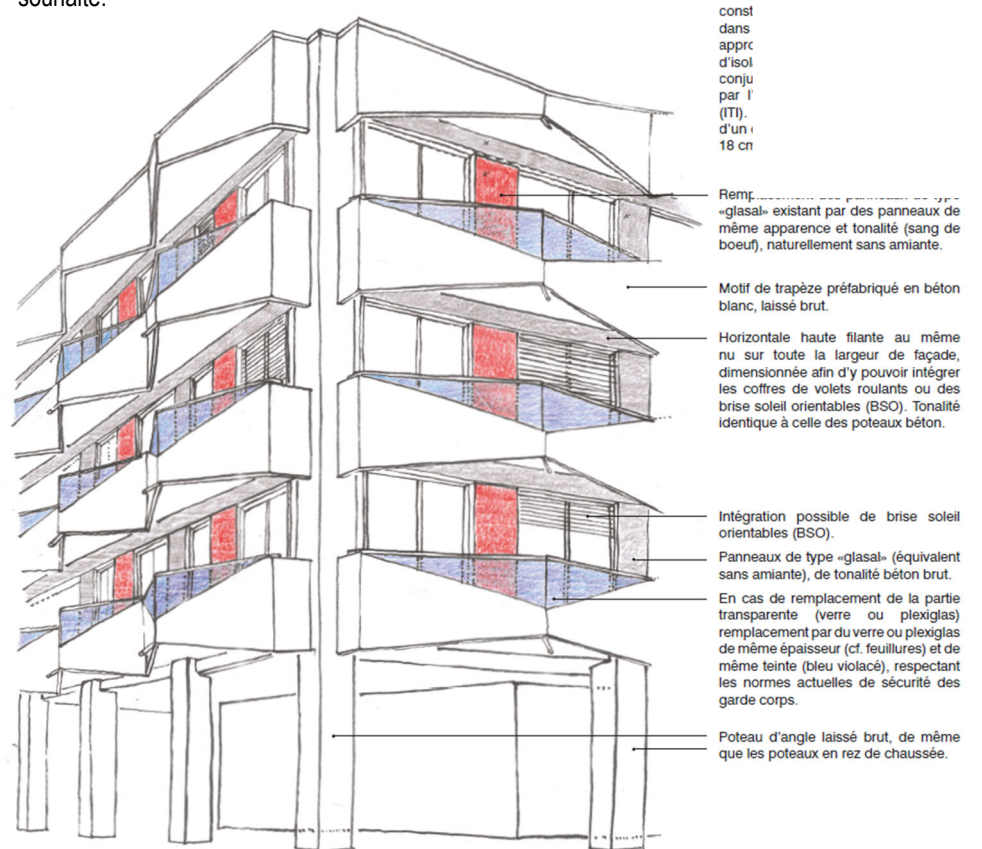 souhaité.
const
dans
appro
d'isol
conju
par l'
(ITI).
d'un
18 cm
Remplacement des panneaux de type
«glasal» existant par des panneaux de
même apparence et tonalité (sang de
boeuf), naturellement sans amiante.
Motif de trapèze préfabriqué en béton
blanc, laissé brut.
Horizontale haute filante au même
nu sur toute la largeur de façade,
dimensionnée afin d'y pouvoir intégrer
les coffres de volets roulants ou des
brise soleil orientables (BSO). Tonalité
identique à celle des poteaux béton.
Intégration possible de brise soleil
orientables (BSO).
Panneaux de type «glasal» (équivalent
sans amiante), de tonalité béton brut.
En cas de remplacement de la partie
transparente (verre ou plexiglas)
remplacement par du verre ou plexiglas
de même épaisseur (cf. feuillures) et de
même teinte (bleu violacé), respectant
les normes actuelles de sécurité des
garde corps.
Poteau d'angle laissé brut, de même
que les poteaux en rez de chaussée.